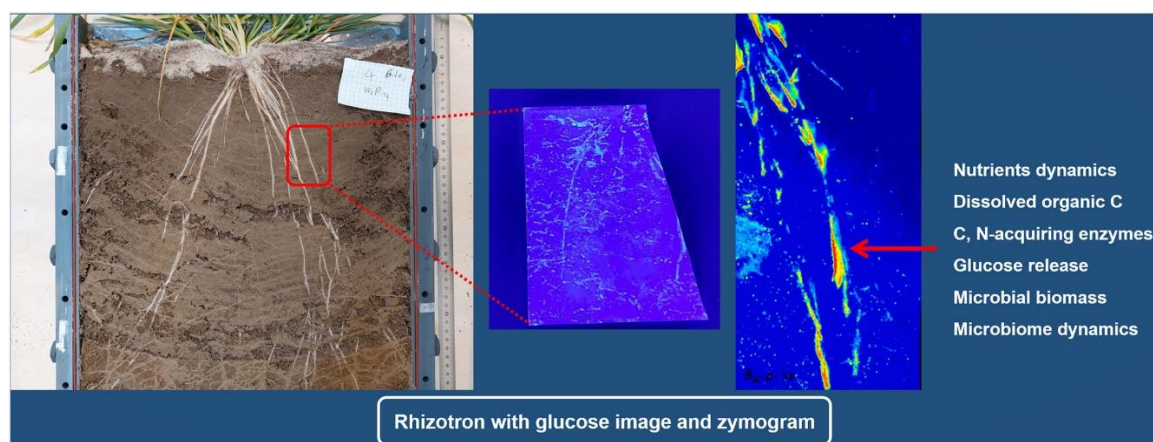 Nutrients dynamics
Dissolved organic C
C, N-acquiring enzymes
Glucose release
Microbial biomass
Microbiome dynamics
Rhizotron with glucose image and zymogram